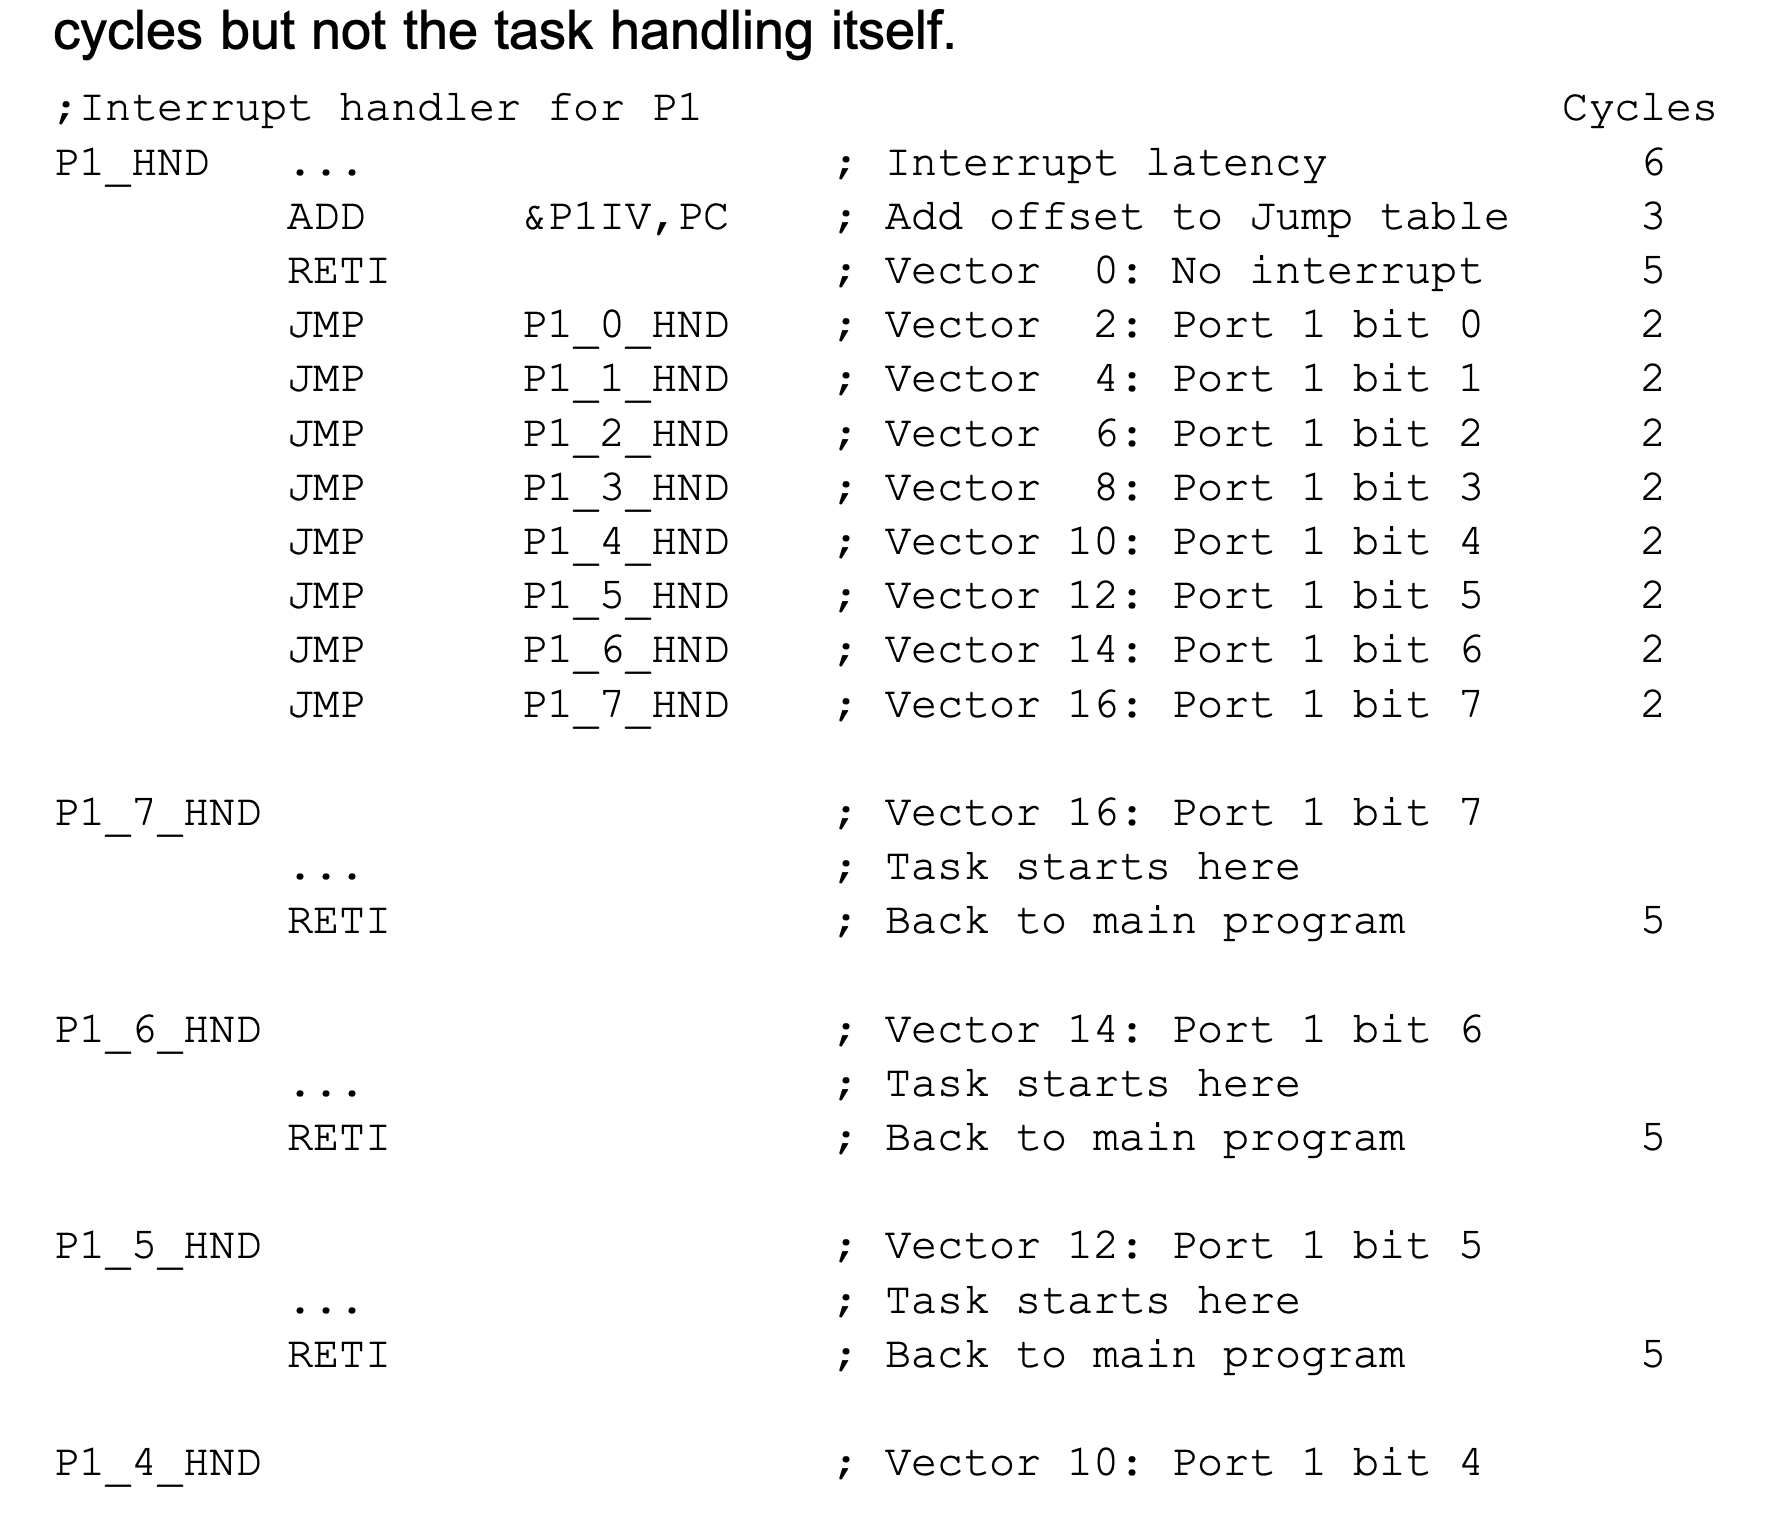 cycles but not the task handling itself.
;Interrupt handler for P1 Cycles
P1_HND ... ; Interrupt latency 6
ADD &P1IV,PC ; Add offset to Jump table 3
RETI ; Vector 0: No interrupt 5
JMP P1_0_HND ; Vector 2: Port 1 bit 0 2
JMP P1_1_HND ; Vector 4: Port 1 bit 1 2
JMP P1_2_HND ; Vector 6: Port 1 bit 2 2
JMP P1_3_HND ; Vector 8: Port 1 bit 3 2
JMP P1_4_HND ; Vector 10: Port 1 bit 4 2
JMP P1_5_HND ; Vector 12: Port 1 bit 5 2
JMP P1_6_HND ; Vector 14: Port 1 bit 6 2
JMP P1_7_HND ; Vector 16: Port 1 bit 7 2
P1_7_HND ; Vector 16: Port 1 bit 7
... ; Task starts here
RETI ; Back to main program 5
P1_6_HND ; Vector 14: Port 1 bit 6
... ; Task starts here
RETI ; Back to main program 5
P1_5_HND ; Vector 12: Port 1 bit 5
... ; Task starts here
RETI ; Back to main program 5
P1_4_HND ; Vector 10: Port 1 bit 4